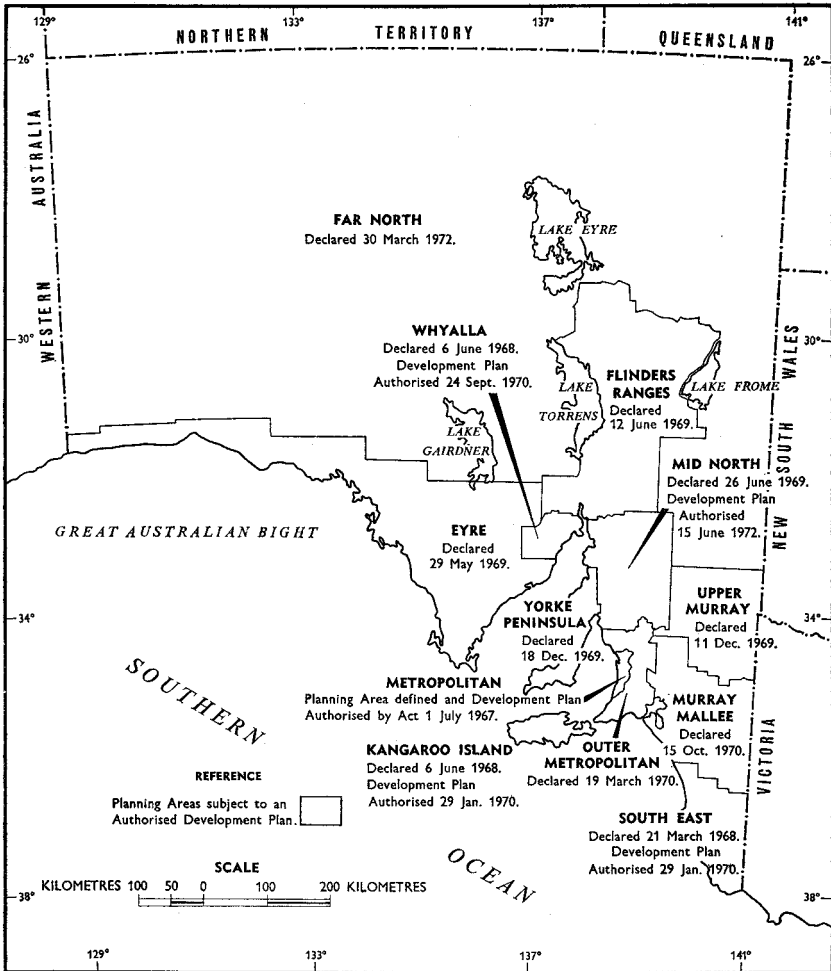 129° 133° 137° 141°
NORTHERN TERRITORY QUEENSLAND
26° 26°
WESTERN AUSTRALIA
FAR NORTH
Declared 30 March 1972.
LAKE EYRE
30° 30°
WHYALLA
Declared 6 June 1968.
Development Plan
Authorised 24 Sept. 1970.
LAKE
TORRENS
FLINDERS
RANGES
Declared
12 June 1969.
LAKE FROME
NEW SOUTH WALES
LAKE
GAIRDNER
MID NORTH
Declared 26 June 1969.
Development Plan
Authorised
15 June 1972.
GREAT AUSTRALIAN BIGHT
EYRE
Declared
29 May 1969.
34° 34°
YORKE
PENINSULA
Declared
18 Dec. 1969.
UPPER
MURRAY
Declared
11 Dec. 1969.
SOUTHERN
METROPOLITAN
Planning Area defined and Development Plan
Authorised by Act 1 July 1967.
MURRAY
MALLEE
Declared
15 Oct. 1970.
VICTORIA
KANGAROO ISLAND
Declared 6 June 1968.
Development Plan
Authorised 29 Jan. 1970.
OUTER
METROPOLITAN
Declared 19 March 1970.
REFERENCE
Planning Areas subject to an
Authorised Development Plan.
SOUTH EAST
Declared 21 March 1968.
Development Plan
Authorised 29 Jan. 1970.
OCEAN
SCALE
KILOMETRES 100 50 0 100 200 KILOMETRES
38° 38°
129° 133° 137° 141°